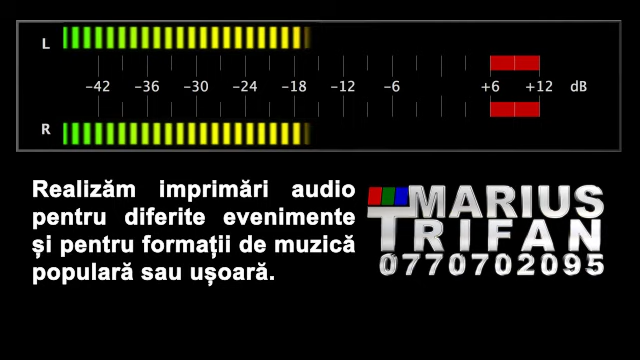 L
-42 -36 -30 -24 -18 -12 -6 +6 +12 dB
R
Realizăm imprimări audio
pentru diferite evenimente
și pentru formații de muzică
populară sau ușoară.
MARIUS
TRIFAN
0770702095